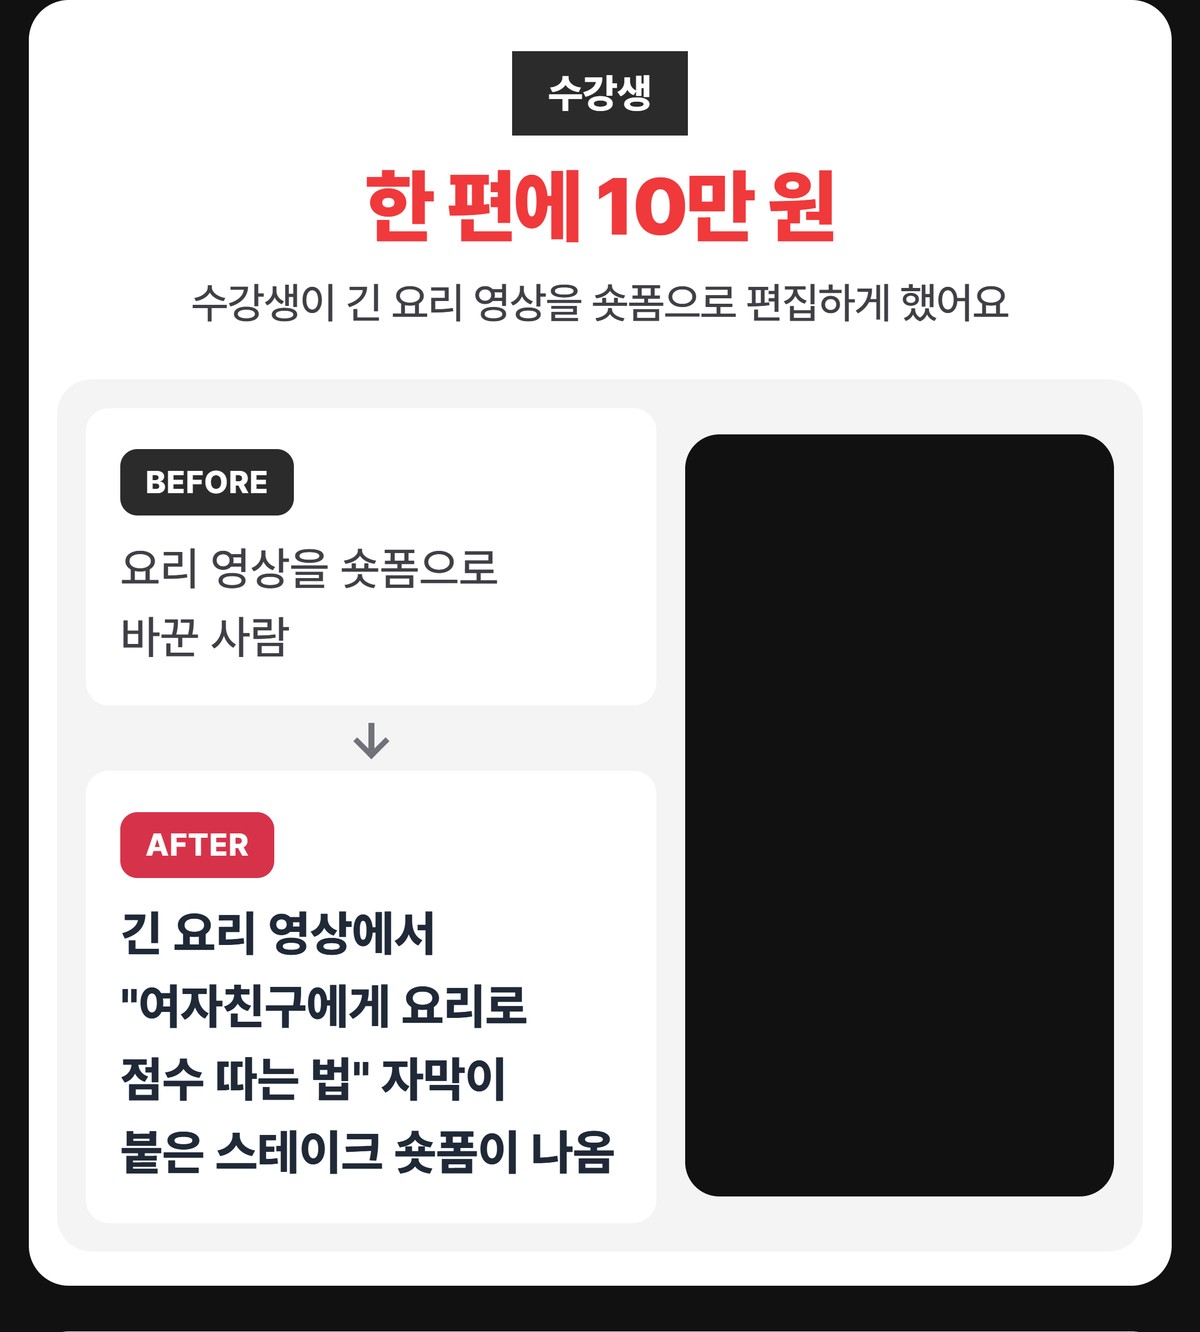 수강생
한 편에 10만 원
수강생이 긴 요리 영상을 숏폼으로 편집하게 했어요
BEFORE
요리 영상을 숏폼으로
바꾼 사람
↓
AFTER
긴 요리 영상에서
"여자친구에게 요리로
점수 따는 법" 자막이
붙은 스테이크 숏폼이 나옴